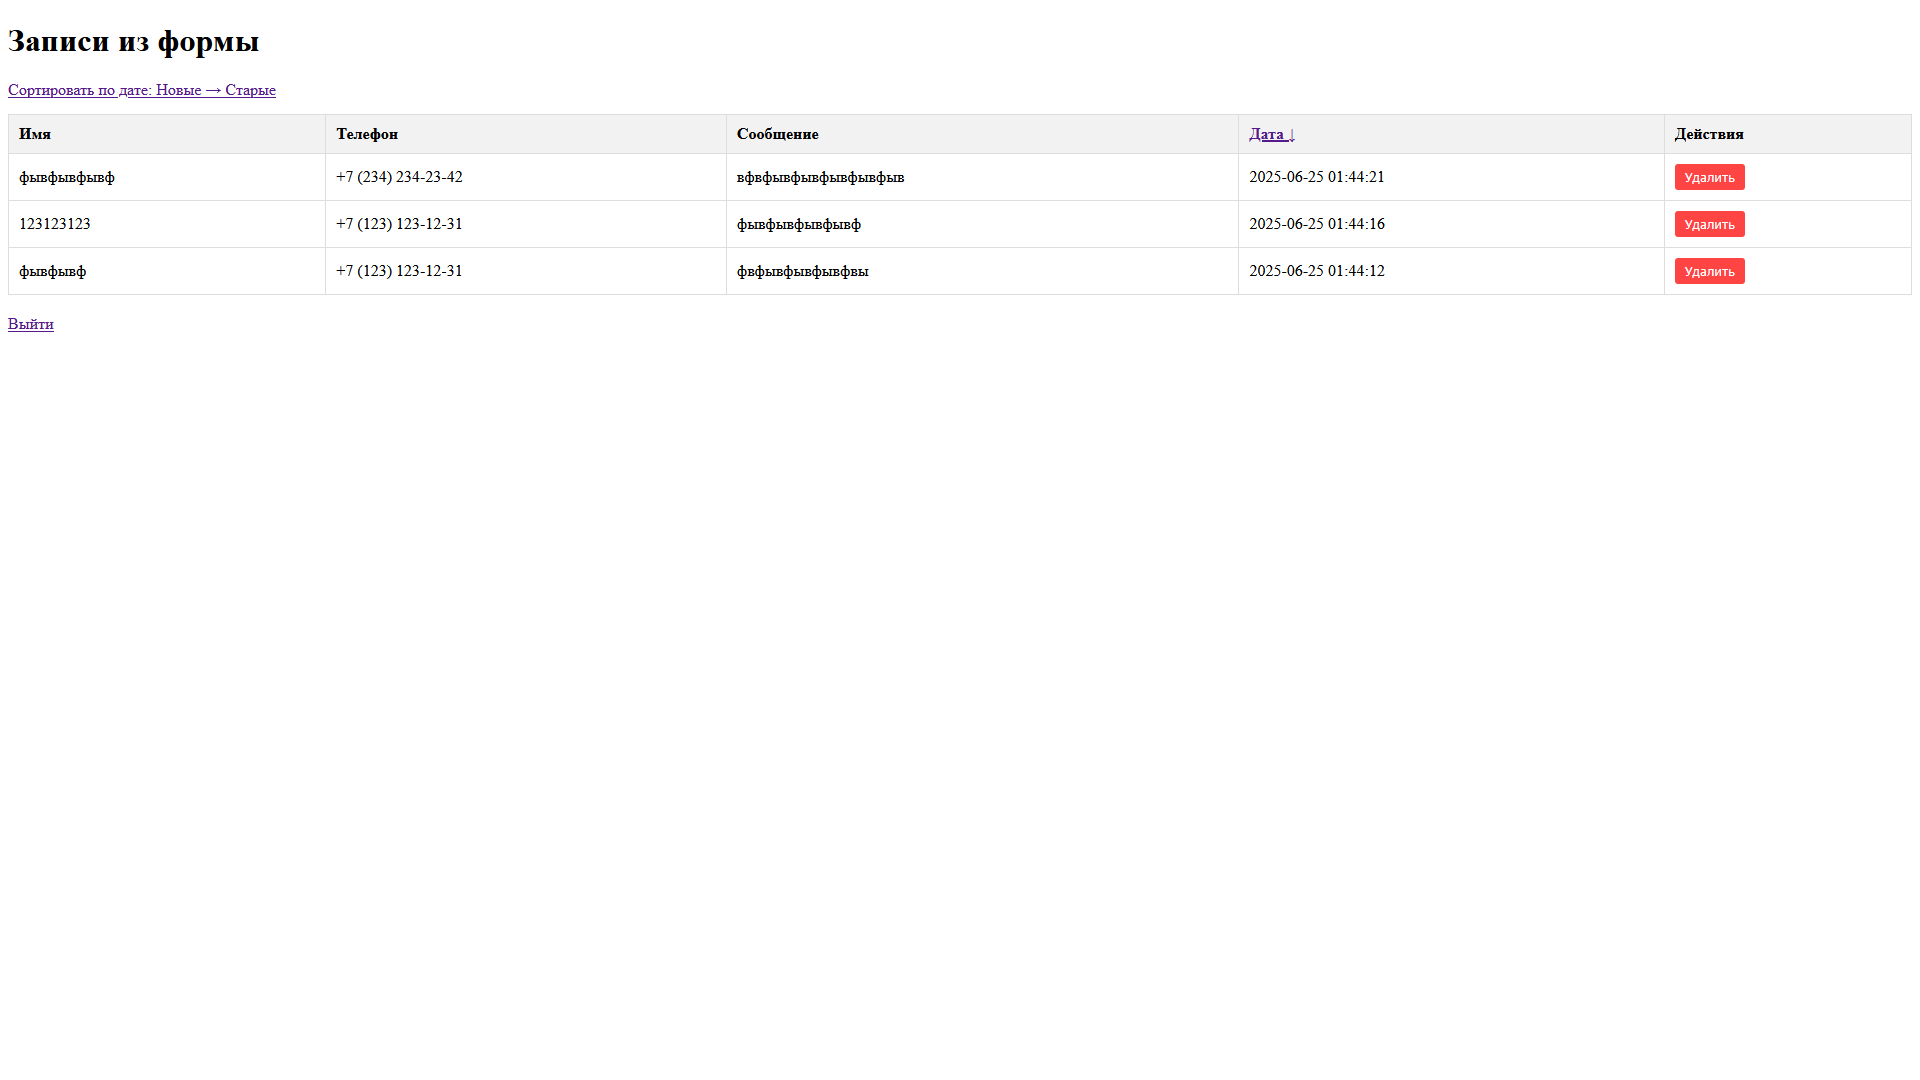 Записи из формы
Сортировать по дате: Новые → Старые
Имя Телефон Сообщение Дата ↓ Действия
фывфывфывф +7 (234) 234-23-42 вфвфывфывфывфывфыв 2025-06-25 01:44:21 Удалить
123123123 +7 (123) 123-12-31 фывфывфывфывф 2025-06-25 01:44:16 Удалить
фывфывф +7 (123) 123-12-31 фвфывфывфывфвы 2025-06-25 01:44:12 Удалить
Выйти